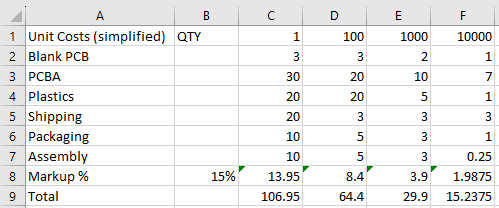 A B C D E F
1 Unit Costs (simplified) QTY 1 100 1000 10000
2 Blank PCB 3 3 2 1
3 PCBA 30 20 10 7
4 Plastics 20 20 5 1
5 Shipping 20 3 3 3
6 Packaging 10 5 3 1
7 Assembly 10 5 3 0.25
8 Markup % 15% 13.95 8.4 3.9 1.9875
9 Total 106.95 64.4 29.9 15.2375